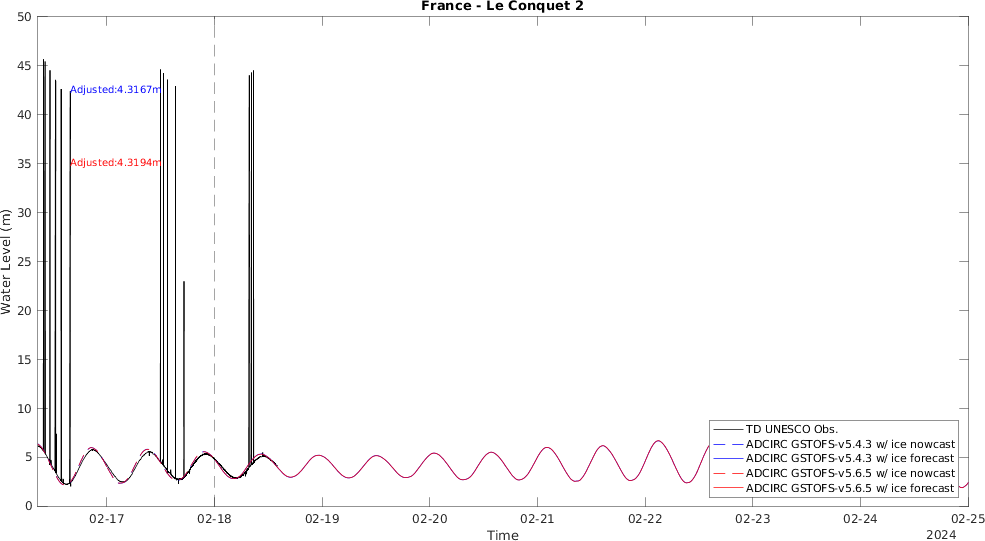 France - Le Conquet 2
Water Level (m)
50
45
40
35
30
25
20
15
10
5
0
Adjusted:4.3167m
Adjusted:4.3194m
TD UNESCO Obs.
ADCIRC GSTOFS-v5.4.3 w/ ice nowcast
ADCIRC GSTOFS-v5.4.3 w/ ice forecast
ADCIRC GSTOFS-v5.6.5 w/ ice nowcast
ADCIRC GSTOFS-v5.6.5 w/ ice forecast
02-17 02-18 02-19 02-20 02-21 02-22 02-23 02-24 02-25
Time
2024